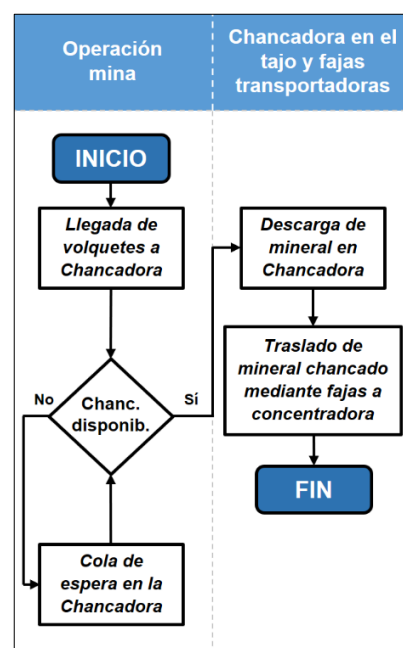 Operación
mina
Chancadora en el
tajo y fajas
transportadoras
INICIO
Llegada de
volquetes a
Chancadora
Descarga de
mineral en
Chancadora
Traslado de
mineral chancado
mediante fajas a
concentradora
No
Chanc.
disponib.
Sí
FIN
Cola de
espera en la
Chancadora